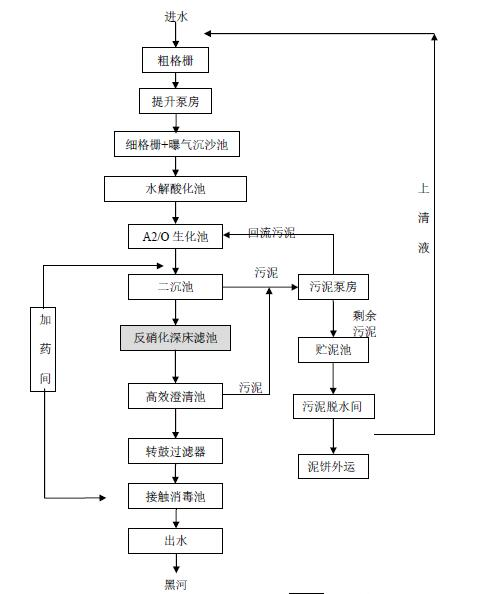 进水
粗格栅
提升泵房
细格栅+曝气沉沙池
水解酸化池
A2/O 生化池
回流污泥
二沉池
污泥
污泥泵房
加药间
反硝化深床滤池
剩余
污泥
贮泥池
高效澄清池
污泥
污泥脱水间
转鼓过滤器
泥饼外运
接触消毒池
出水
黑河
上清液